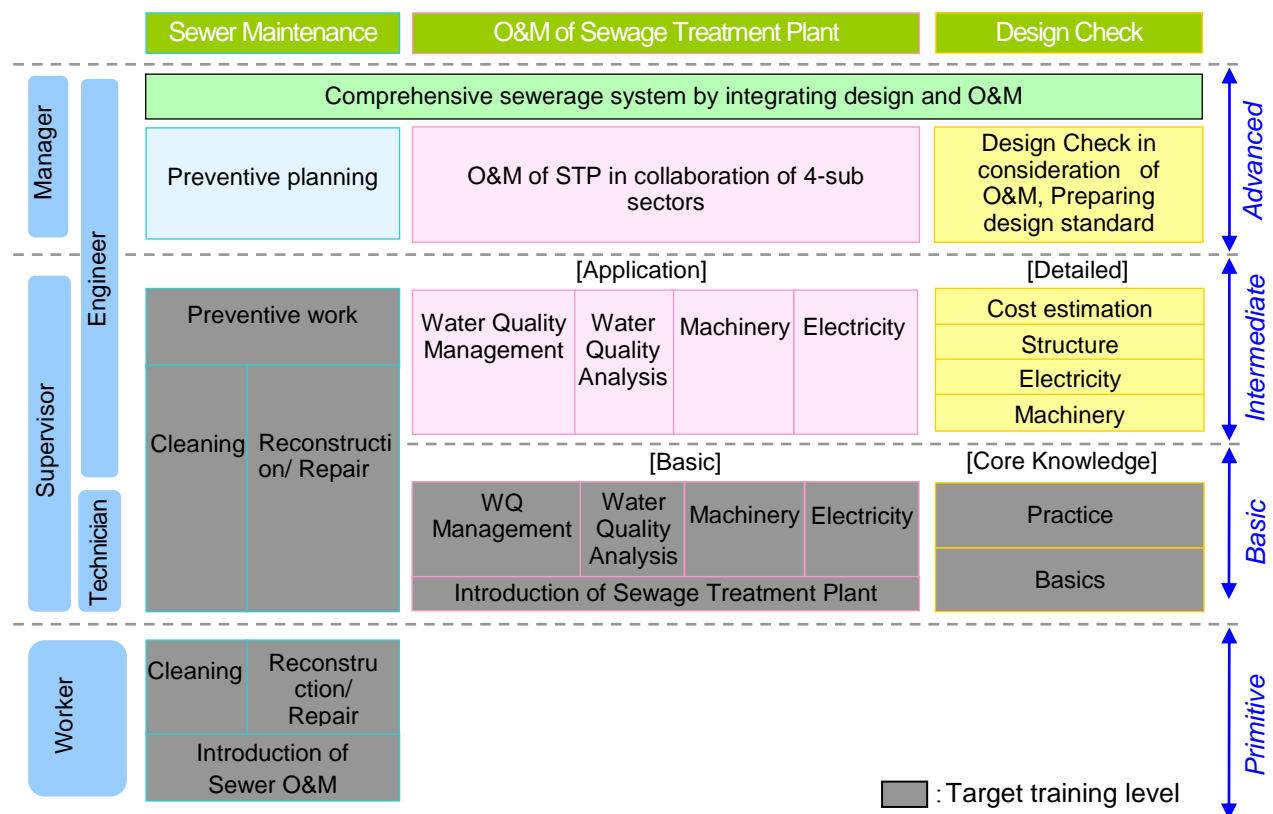 Sewer Maintenance
O&M of Sewage Treatment Plant
Design Check
Manager
Engineer
Supervisor
Technician
Worker
Comprehensive sewerage system by integrating design and O&M
Preventive planning
O&M of STP in collaboration of 4-sub
sectors
Design Check in
consideration of
O&M, Preparing
design standard
Advanced
[Application]
[Detailed]
Preventive work
Water Quality
Management
Water
Quality
Analysis
Machinery
Electricity
Cost estimation
Structure
Electricity
Machinery
Intermediate
Cleaning
Reconstructi
on/ Repair
[Basic]
[Core Knowledge]
WQ
Management
Water
Quality
Analysis
Machinery
Electricity
Introduction of Sewage Treatment Plant
Practice
Basics
Basic
Cleaning
Reconstru
ction/
Repair
Introduction of
Sewer O&M
Primitive
: Target training level